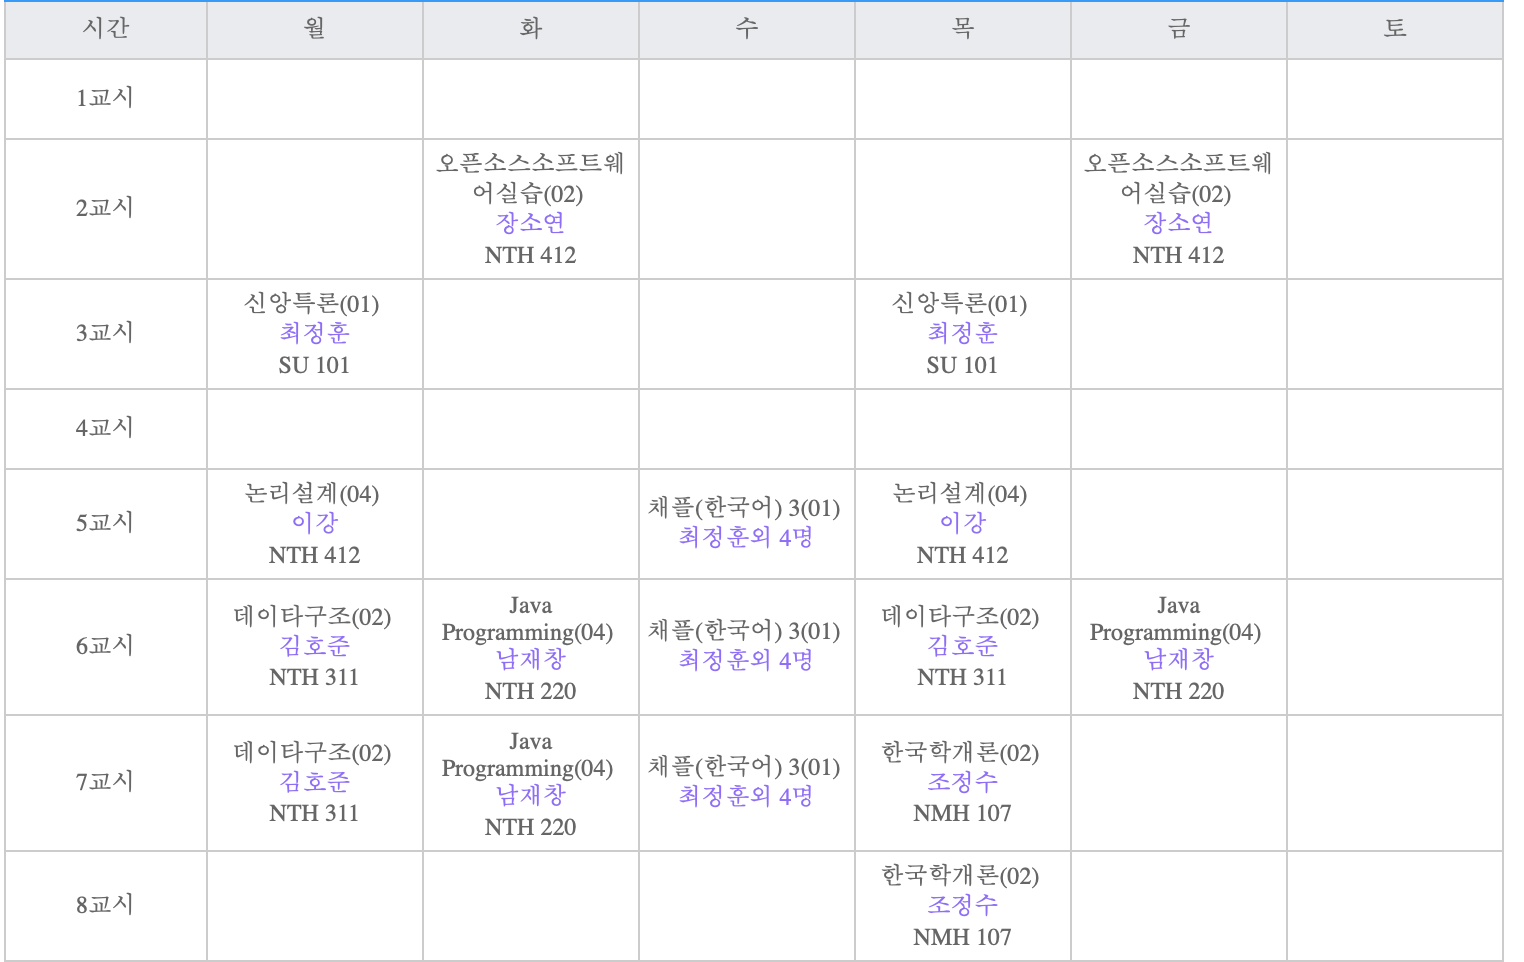 시간 월 화 수 목 금 토
1교시
2교시
오픈소스소프트웨
어실습(02)
장소연
NTH 412
오픈소스소프트웨
어실습(02)
장소연
NTH 412
3교시
신앙특론(01)
최정훈
SU 101
신앙특론(01)
최정훈
SU 101
4교시
5교시
논리설계(04)
이강
NTH 412
채플(한국어) 3(01)
최정훈외 4명
논리설계(04)
이강
NTH 412
6교시
데이타구조(02)
김호준
NTH 311
Java
Programming(04)
남재창
NTH 220
채플(한국어) 3(01)
최정훈외 4명
데이타구조(02)
김호준
NTH 311
Java
Programming(04)
남재창
NTH 220
7교시
데이타구조(02)
김호준
NTH 311
Java
Programming(04)
남재창
NTH 220
채플(한국어) 3(01)
최정훈외 4명
한국학개론(02)
조정수
NMH 107
8교시
한국학개론(02)
조정수
NMH 107